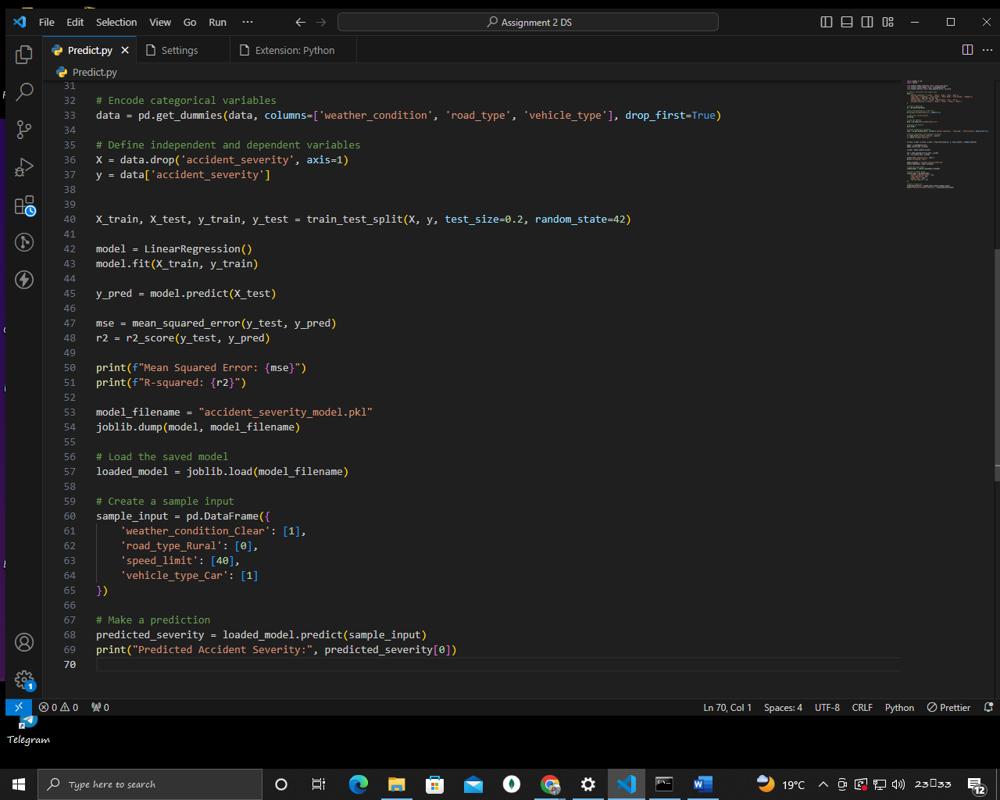 File Edit Selection View Go Run ···
Assignment 2 DS
Predict.py Settings Extension: Python
Predict.py
31
32 # Encode categorical variables
33 data = pd.get_dummies(data, columns=['weather_condition', 'road_type', 'vehicle_type'], drop_first=True)
34
35 # Define independent and dependent variables
36 X = data.drop('accident_severity', axis=1)
37 y = data['accident_severity']
38
39
40 X_train, X_test, y_train, y_test = train_test_split(X, y, test_size=0.2, random_state=42)
41
42 model = LinearRegression()
43 model.fit(X_train, y_train)
44
45 y_pred = model.predict(X_test)
46
47 mse = mean_squared_error(y_test, y_pred)
48 r2 = r2_score(y_test, y_pred)
49
50 print(f"Mean Squared Error: {mse}")
51 print(f"R-squared: {r2}")
52
53 model_filename = "accident_severity_model.pkl"
54 joblib.dump(model, model_filename)
55
56 # Load the saved model
57 loaded_model = joblib.load(model_filename)
58
59 # Create a sample input
60 sample_input = pd.DataFrame({
61 'weather_condition_Clear': [1],
62 'road_type_Rural': [0],
63 'speed_limit': [40],
64 'vehicle_type_Car': [1]
65 })
66
67 # Make a prediction
68 predicted_severity = loaded_model.predict(sample_input)
69 print("Predicted Accident Severity:", predicted_severity[0])
70
1
0 0 0 Ln 70, Col 1 Spaces: 4 UTF-8 CRLF Python Prettier
Telegram
Type here to search 19°C 23▯33 12